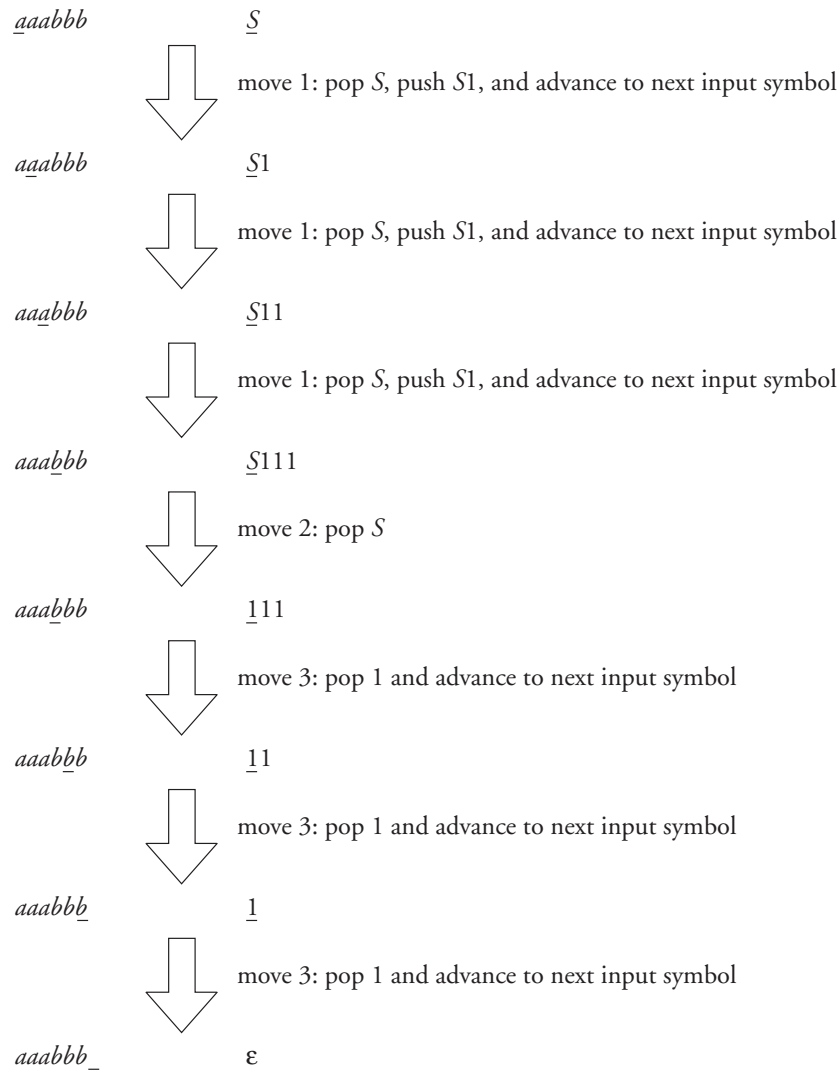 aaabbb S
move 1: pop S, push S1, and advance to next input symbol
aaabbb S1
move 1: pop S, push S1, and advance to next input symbol
aaabbb S11
move 1: pop S, push S1, and advance to next input symbol
aaabbb S111
move 2: pop S
aaabbb 111
move 3: pop 1 and advance to next input symbol
aaabbb 11
move 3: pop 1 and advance to next input symbol
aaabbb 1
move 3: pop 1 and advance to next input symbol
aaabbb_ ε